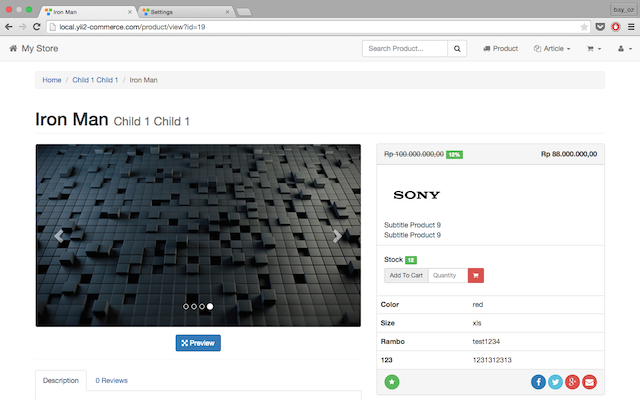 Iron Man
Settings
bay_oz
local.yii2-commerce.com/product/view?id=19
My Store
Search Product...
Product
Article
Home / Child 1 Child 1 / Iron Man
Iron Man Child 1 Child 1
Rp 100.000.000,00 12% Rp 88.000.000,00
SONY
Subtitle Product 9
Subtitle Product 9
Stock 12
Add To Cart Quantity
Color red
Size xls
Rambo test1234
123 1231312313
Preview
Description 0 Reviews